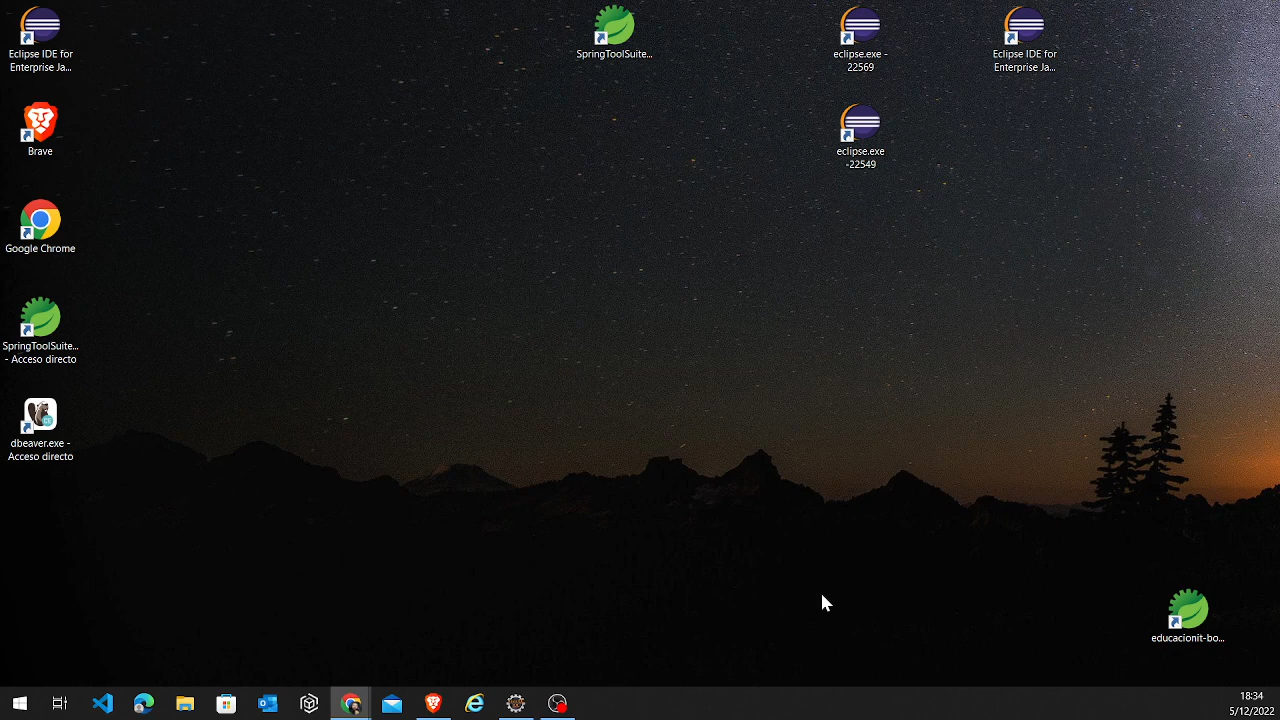 Eclipse IDE for
Enterprise Ja...
Brave
Google Chrome
SpringToolSuite...
- Acceso directo
dbeaver.exe -
Acceso directo
SpringToolSuite...
eclipse.exe -
22569
eclipse.exe
-22549
Eclipse IDE for
Enterprise Ja...
educacionit-bo...
18:34
5/12/2022